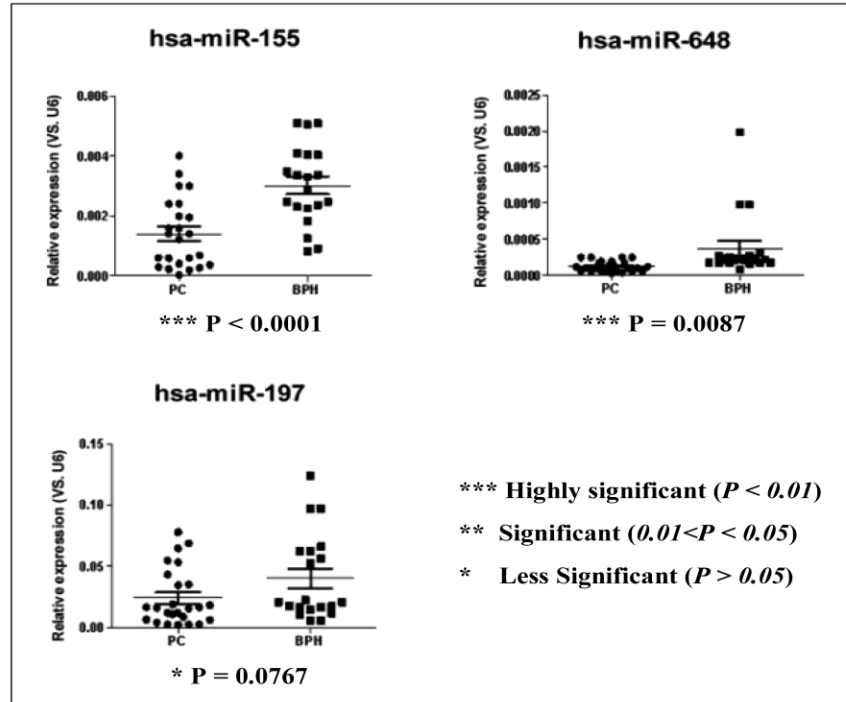 hsa-miR-155
Relative expression (VS. U6)
0.006
0.004
0.002
0.000
PC
BPH
*** P < 0.0001
hsa-miR-648
Relative expression (VS. U6)
0.0025
0.0020
0.0015
0.0010
0.0005
0.0000
PC
BPH
*** P = 0.0087
hsa-miR-197
Relative expression (VS. U6)
0.15
0.10
0.05
0.00
PC
BPH
* P = 0.0767
*** Highly significant (P < 0.01)
** Significant (0.01<P < 0.05)
* Less Significant (P > 0.05)